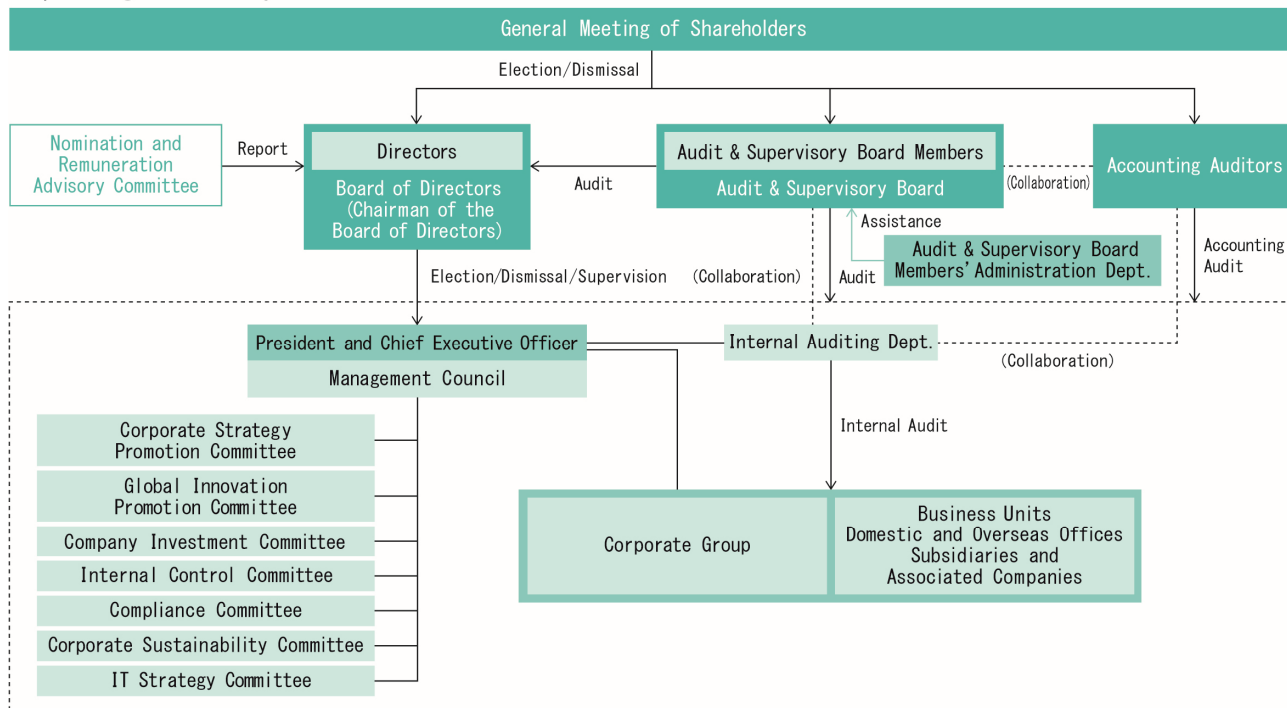 General Meeting of Shareholders
Election/Dismissal
Nomination and
Remuneration
Advisory Committee
Report
Directors
Board of Directors
(Chairman of the
Board of Directors)
Audit
Audit & Supervisory Board Members
Audit & Supervisory Board
(Collaboration)
Accounting Auditors
Assistance
Audit & Supervisory Board
Members' Administration Dept.
Accounting
Audit
Election/Dismissal/Supervision
(Collaboration)
Audit
President and Chief Executive Officer
Management Council
Internal Auditing Dept.
(Collaboration)
Internal Audit
Corporate Strategy
Promotion Committee
Global Innovation
Promotion Committee
Company Investment Committee
Internal Control Committee
Compliance Committee
Corporate Sustainability Committee
IT Strategy Committee
Corporate Group
Business Units
Domestic and Overseas Offices
Subsidiaries and
Associated Companies